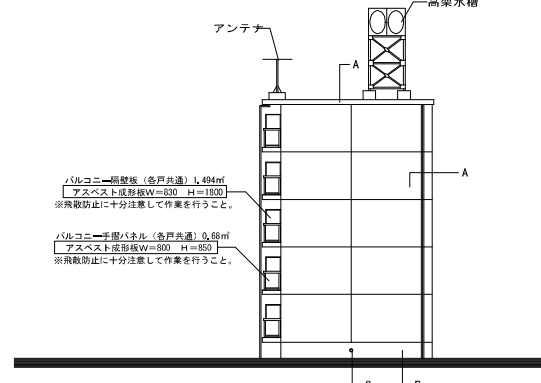 高架水槽
アンテナ
A
A
バルコニー隔壁板（各戸共通）1.494㎡
アスベスト成形板W＝830　H＝1800
※飛散防止に十分注意して作業を行うこと。
バルコニー手摺パネル（各戸共通）0.68㎡
アスベスト成形板W＝800　H＝850
※飛散防止に十分注意して作業を行うこと。